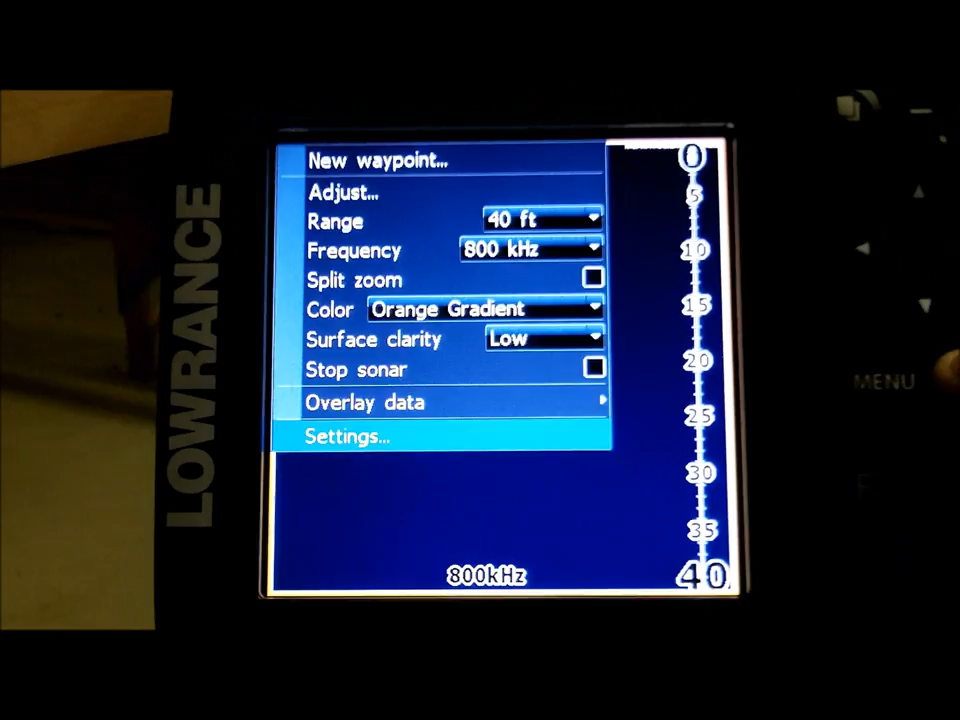 LOWRANCE
New waypoint...
Adjust...
Range 40 ft
Frequency 800 kHz
Split zoom
Color Orange Gradient
Surface clarity Low
Stop sonar
Overlay data
Settings...
0
5
10
15
20
25
30
35
40
800kHz
MENU